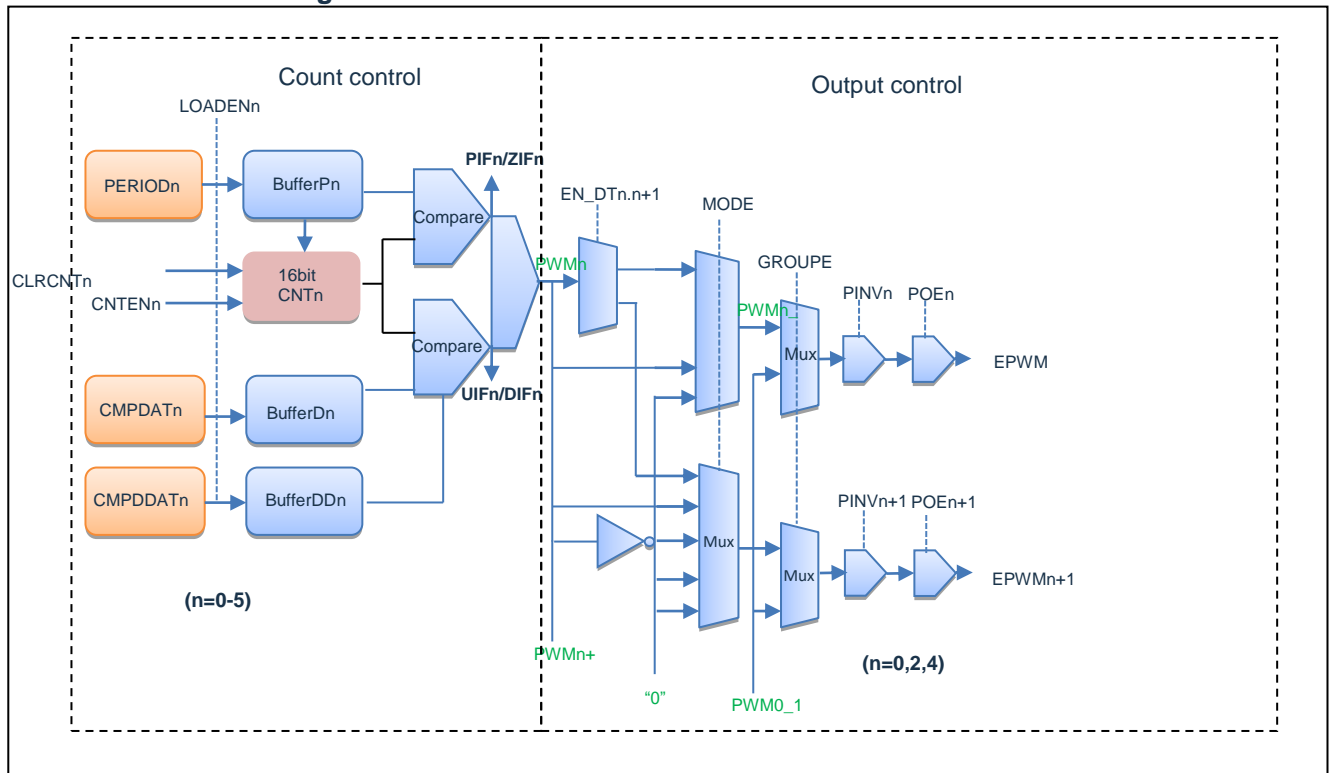 Count control
Output control
LOADENn
PIFn/ZIFn
EN_DTn.n+1
MODE
PERIODn
BufferPn
Compare
GROUPE
CLRCNTn
CNTENn
16bit
CNTn
PWMn
PWMn_
PINVn
POEn
Mux
EPWM
Compare
UIFn/DIFn
CMPDATn
BufferDn
CMPDDATn
BufferDDn
PINVn+1
POEn+1
Mux
Mux
EPWMn+1
(n=0-5)
PWMn+
(n=0,2,4)
“0”
PWM0_1